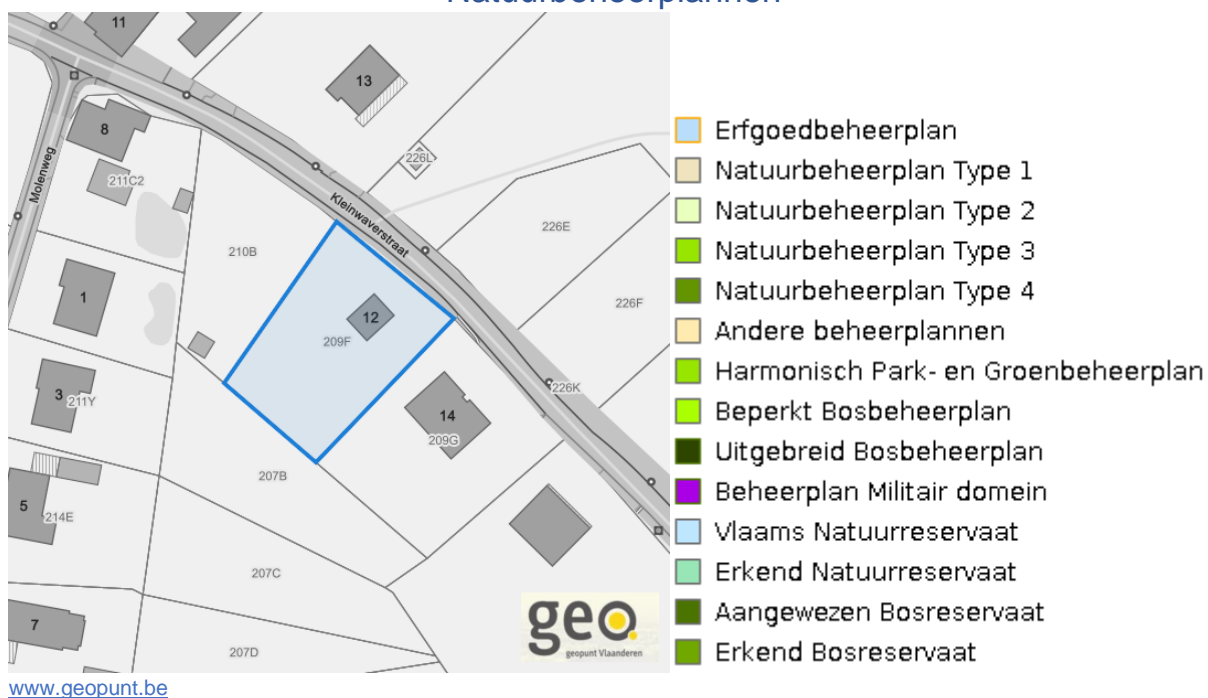 Natuurbeheerplannen
11
13
8
Molenweg
211C2
226L
Kleinwaverstraat
210B
226E
1
12
209F
226F
3
211Y
226K
14
209G
207B
5
214E
207C
7
207D
geo.
geopunt Vlaanderen
Erfgoedbeheerplan
Natuurbeheerplan Type 1
Natuurbeheerplan Type 2
Natuurbeheerplan Type 3
Natuurbeheerplan Type 4
Andere beheerplannen
Harmonisch Park- en Groenbeheerplan
Beperkt Bosbeheerplan
Uitgebreid Bosbeheerplan
Beheerplan Militair domein
Vlaams Natuurreservaat
Erkend Natuurreservaat
Aangewezen Bosreservaat
Erkend Bosreservaat
www.geopunt.be